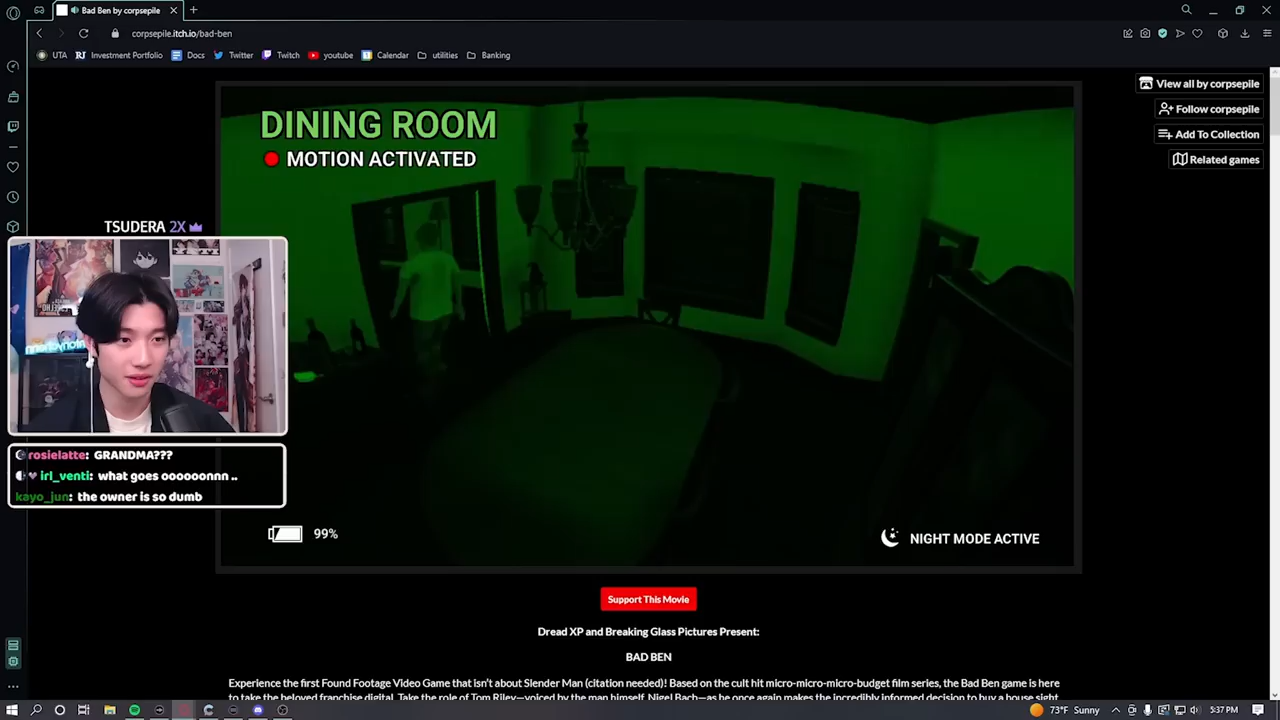 Bad Ben by corpsepile
corpsepile.itch.io/bad-ben
UTA
RJ Investment Portfolio
Docs
Twitter
Twitch
youtube
Calendar
utilities
Banking
View all by corpsepile
Follow corpsepile
Add To Collection
Related games
DINING ROOM
MOTION ACTIVATED
TSUDERA 2X
rosielatte: GRANDMA???
irl_venti: what goes oooooonnn ..
kayo_jun: the owner is so dumb
99%
NIGHT MODE ACTIVE
Support This Movie
Dread XP and Breaking Glass Pictures Present:
BAD BEN
Experience the first Found Footage Video Game that isn't about Slender Man (citation needed)! Based on the cult hit micro-micro-micro-budget film series, the Bad Ben game is here
to take the beloved franchise digital. Take the role of Tom Riley—voiced by the man himself, Nigel Bach—as he once again makes the incredibly informed decision to buy a house sight
73°F Sunny
5:37 PM